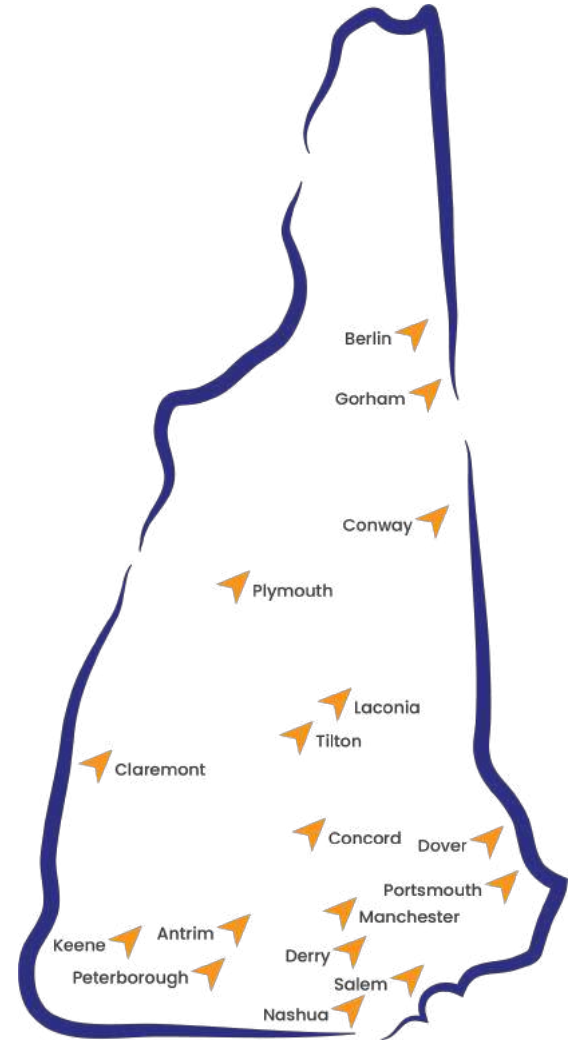 Berlin
Gorham
Conway
Plymouth
Laconia
Tilton
Claremont
Concord
Dover
Portsmouth
Manchester
Antrim
Keene
Derry
Peterborough
Salem
Nashua